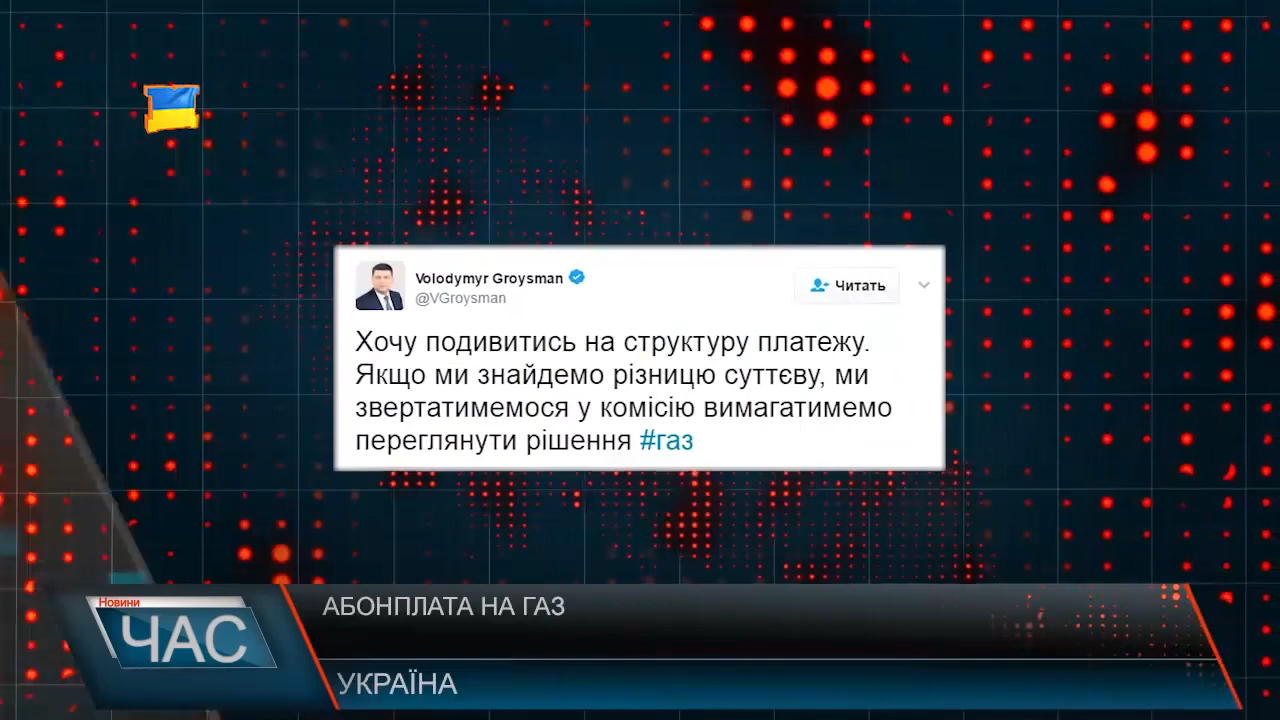 Volodymyr Groysman
@VGroysman
Читать
Хочу подивитись на структуру платежу.
Якщо ми знайдемо різницю суттєву, ми
звертатимемося у комісію вимагатимемо
переглянути рішення #газ
Новини
ЧАС
АБОНПЛАТА НА ГАЗ
УКРАЇНА